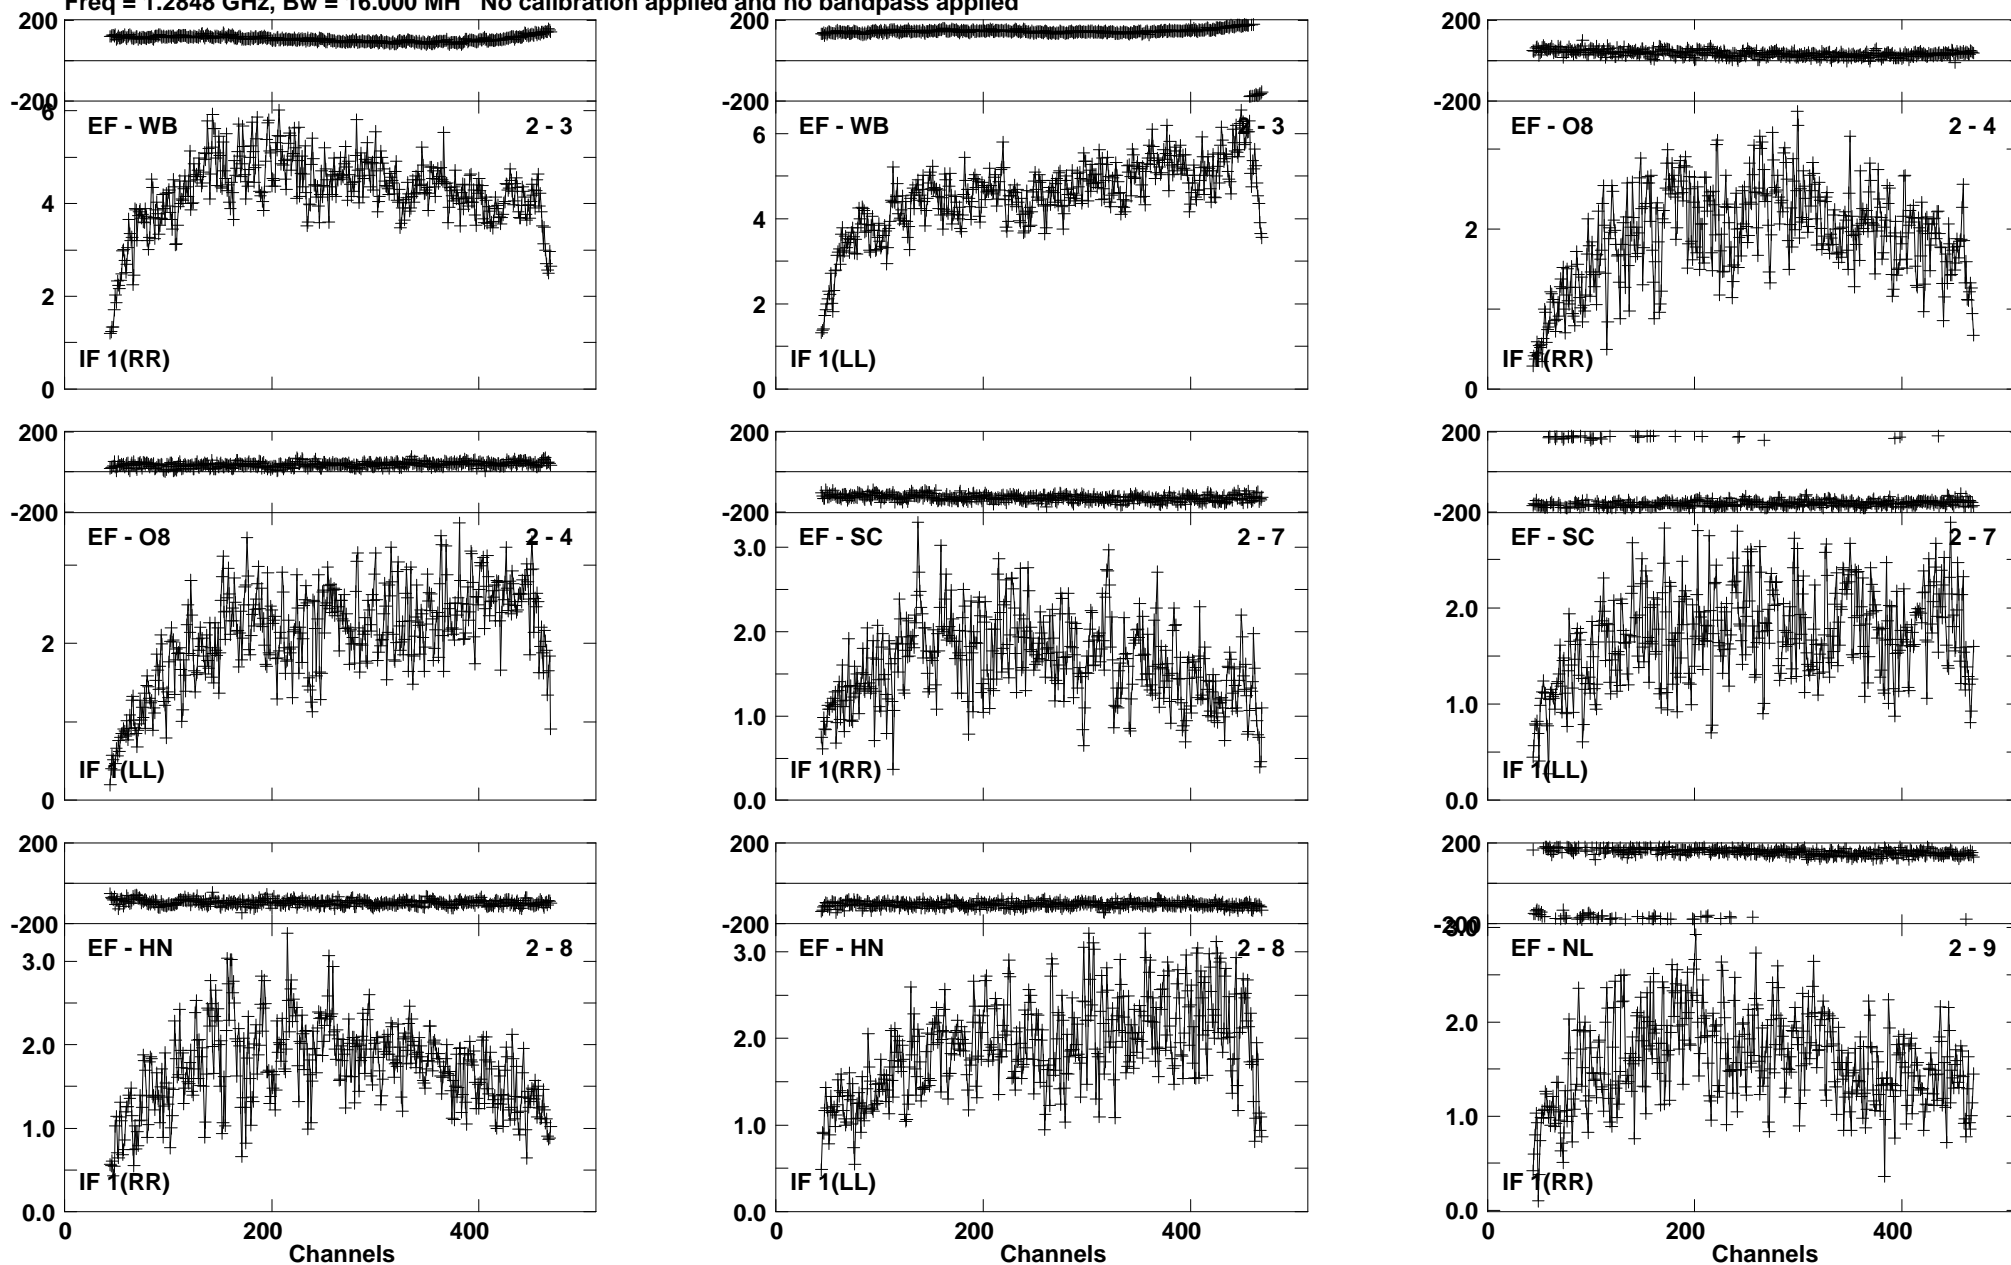 Freq = 1.2848 GHz, Bw = 16.000 MH No calibration applied and no bandpass applied
200 200 200
-200 -200 -200
6
EF - WB 2 - 3 EF - WB 2 - 3 EF - O8 2 - 4
6
4 4 2
2 2
IF 1(RR) IF 1(LL) IF 1(RR)
0 0 0
200 200 200
-200 -200 -200
EF - O8 2 - 4 EF - SC 2 - 7 EF - SC 2 - 7
3.0
2 2.0 2.0
1.0 1.0
IF 1(LL) IF 1(RR) IF 1(LL)
0 0.0 0.0
200 200 200
-200 -200 -200
3.0
EF - HN 2 - 8 EF - HN 2 - 8 EF - NL 2 - 9
3.0 3.0
2.0 2.0 2.0
1.0 1.0 1.0
IF 1(RR) IF 1(LL) IF 1(RR)
0.0 0.0 0.0
0 200 400 0 200 400 0 200 400
Channels Channels Channels